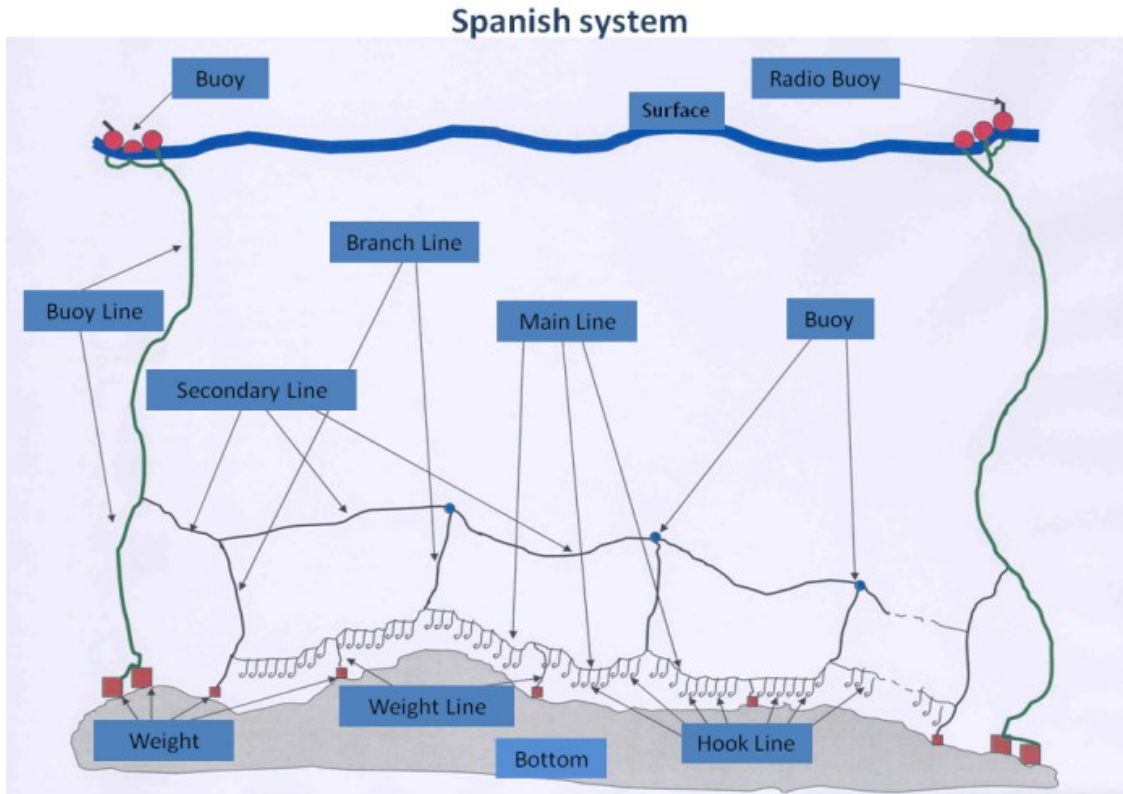 Spanish system
Buoy
Radio Buoy
Surface
Branch Line
Buoy Line
Main Line
Buoy
Secondary Line
Weight Line
Weight
Hook Line
Bottom